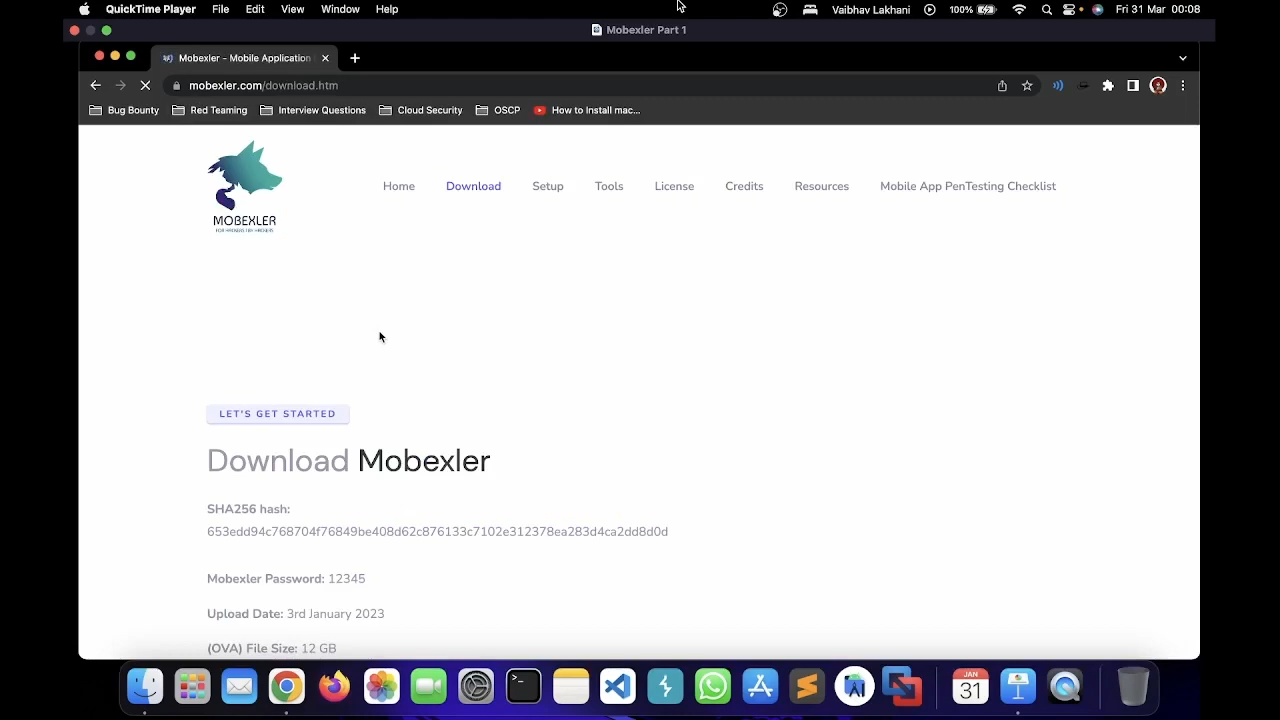 QuickTime Player File Edit View Window Help Vaibhav Lakhani 100% Fri 31 Mar 00:08
Mobexler Part 1
Mobexler - Mobile Application
mobexler.com/download.htm
Bug Bounty Red Teaming Interview Questions Cloud Security OSCP How to Install mac...
MOBEXLER
Home Download Setup Tools License Credits Resources Mobile App PenTesting Checklist
LET'S GET STARTED
Download Mobexler
SHA256 hash:
653edd94c768704f76849be408d62c876133c7102e312378ea283d4ca2dd8d0d
Mobexler Password: 12345
Upload Date: 3rd January 2023
(OVA) File Size: 12 GB
JAN
31